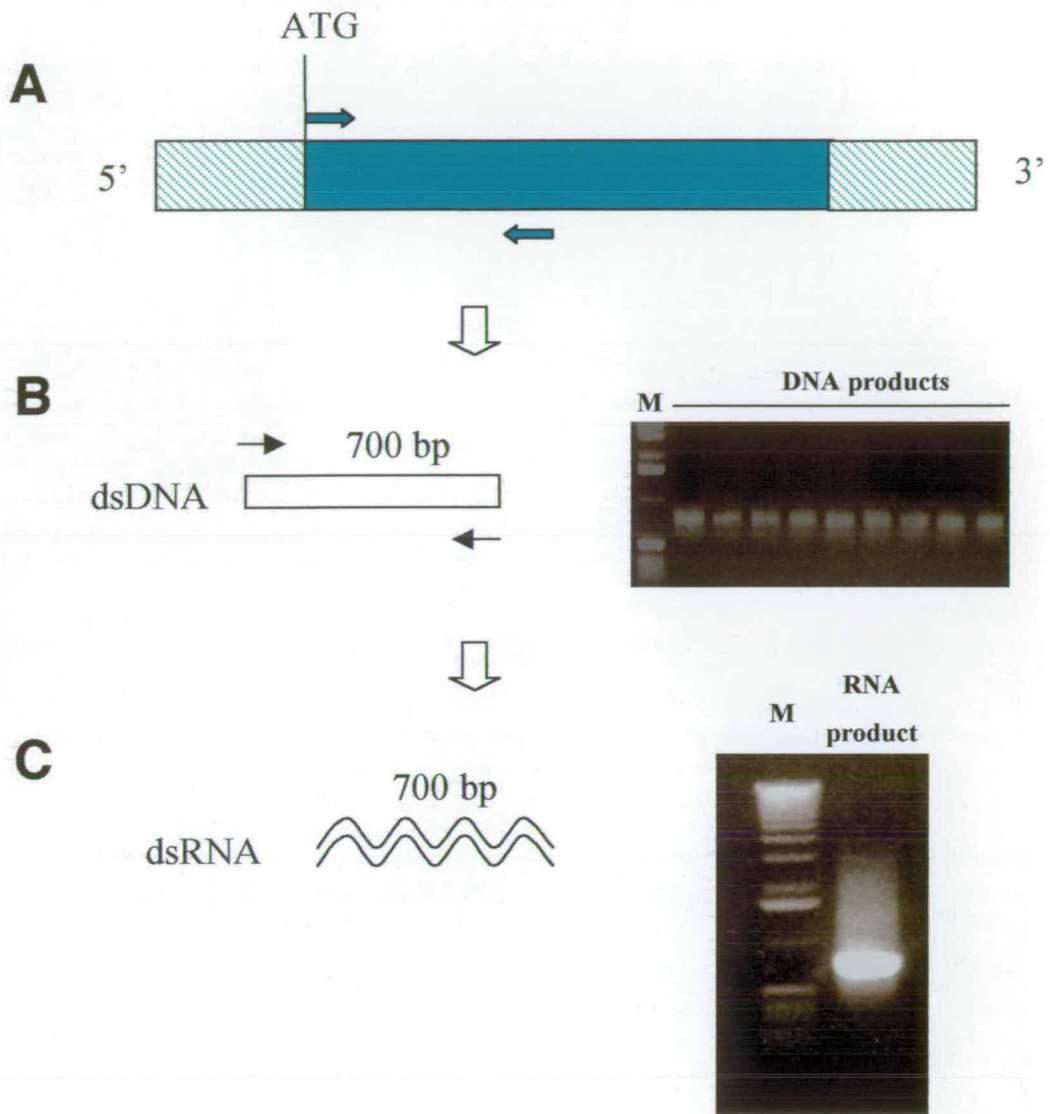 ATG
A
5’
3’
B
DNA products
M
700 bp
dsDNA
RNA
M
product
C
700 bp
dsRNA